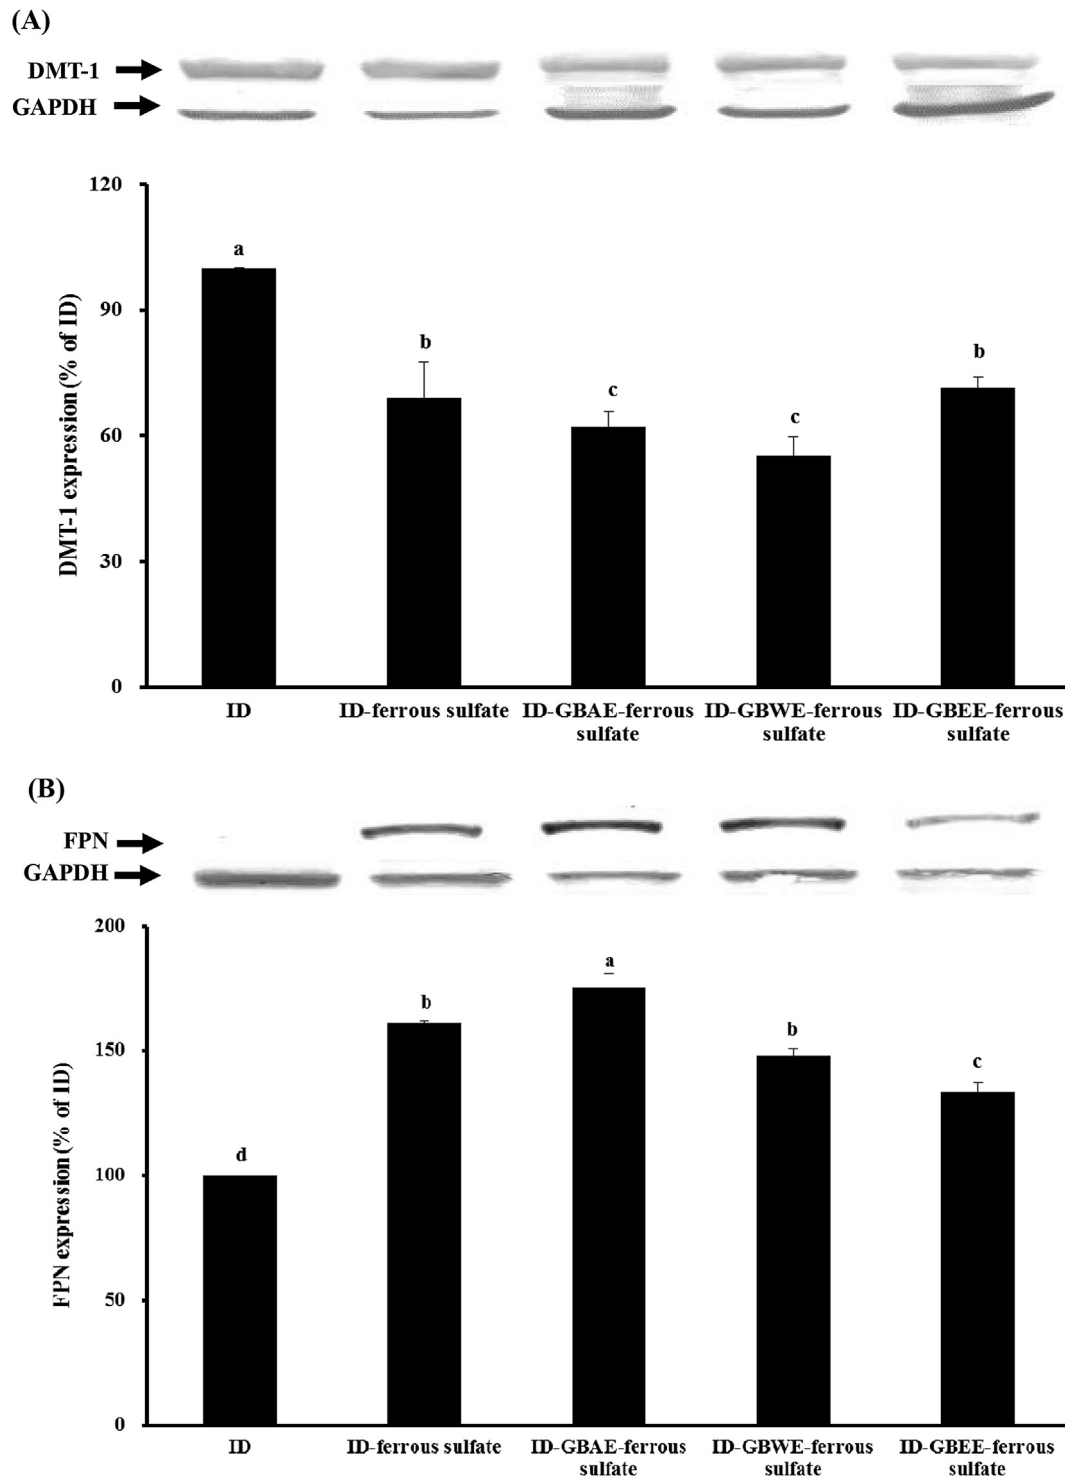 (A)
DMT-1
GAPDH
120
90
60
30
0
DMT-1 expression (% of ID)
a
b
c
c
b
ID
ID-ferrous sulfate
ID-GBAE-ferrous
sulfate
ID-GBWE-ferrous
sulfate
ID-GBEE-ferrous
sulfate
(B)
FPN
GAPDH
200
150
100
50
0
FPN expression (% of ID)
d
b
a
b
c
ID
ID-ferrous sulfate
ID-GBAE-ferrous
sulfate
ID-GBWE-ferrous
sulfate
ID-GBEE-ferrous
sulfate